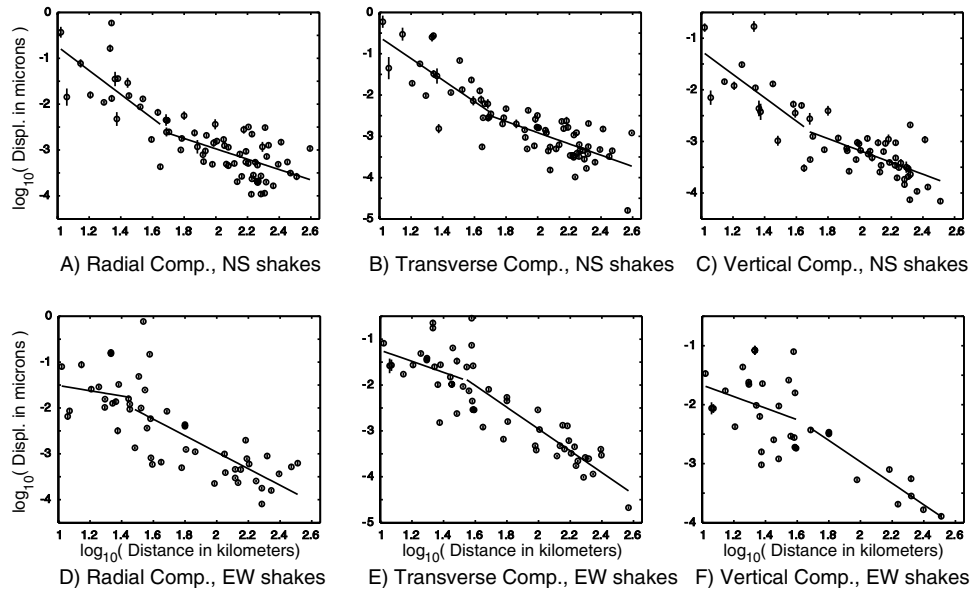 0
-1
-2
-3
-4
log10( Displ. in microns)
1 1.2 1.4 1.6 1.8 2 2.2 2.4 2.6
A) Radial Comp., NS shakes
0
-1
-2
-3
-4
-5
1 1.2 1.4 1.6 1.8 2 2.2 2.4 2.6
B) Transverse Comp., NS shakes
-1
-2
-3
-4
1 1.2 1.4 1.6 1.8 2 2.2 2.4 2.6
C) Vertical Comp., NS shakes
0
-1
-2
-3
-4
log10( Displ. in microns)
1 1.2 1.4 1.6 1.8 2 2.2 2.4 2.6
log10( Distance in kilometers)
D) Radial Comp., EW shakes
-1
-2
-3
-4
-5
1 1.2 1.4 1.6 1.8 2 2.2 2.4 2.6
log10( Distance in kilometers)
E) Transverse Comp., EW shakes
-1
-2
-3
-4
1 1.2 1.4 1.6 1.8 2 2.2 2.4 2.6
log10( Distance in kilometers)
F) Vertical Comp., EW shakes